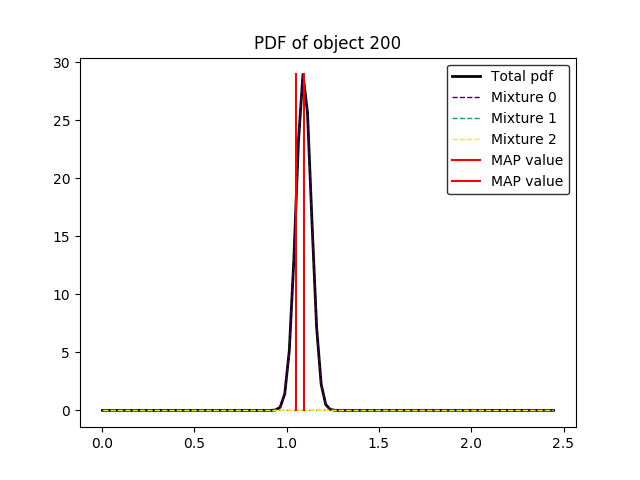 PDF of object 200
30
25
20
15
10
5
0
0.0 0.5 1.0 1.5 2.0 2.5
Total pdf
Mixture 0
Mixture 1
Mixture 2
MAP value
MAP value